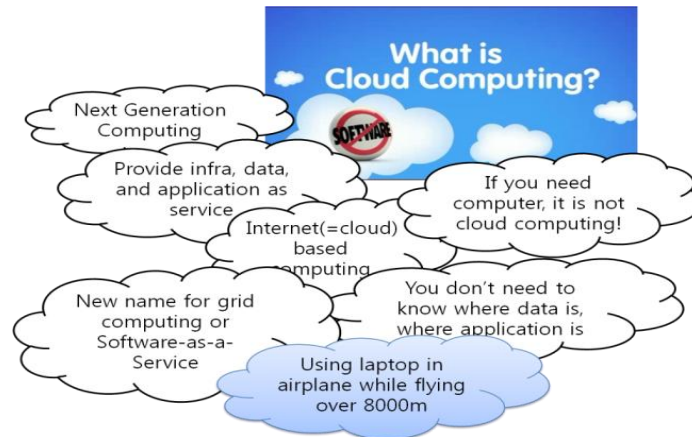 What is
Cloud Computing?
SOFTWARE
Next Generation
Computing
Provide infra, data,
and application as
service
If you need
computer, it is not
cloud computing!
Internet(=cloud)
based
computing
New name for grid
computing or
Software-as-a-
Service
You don't need to
know where data is,
where application is
Using laptop in
airplane while flying
over 8000m